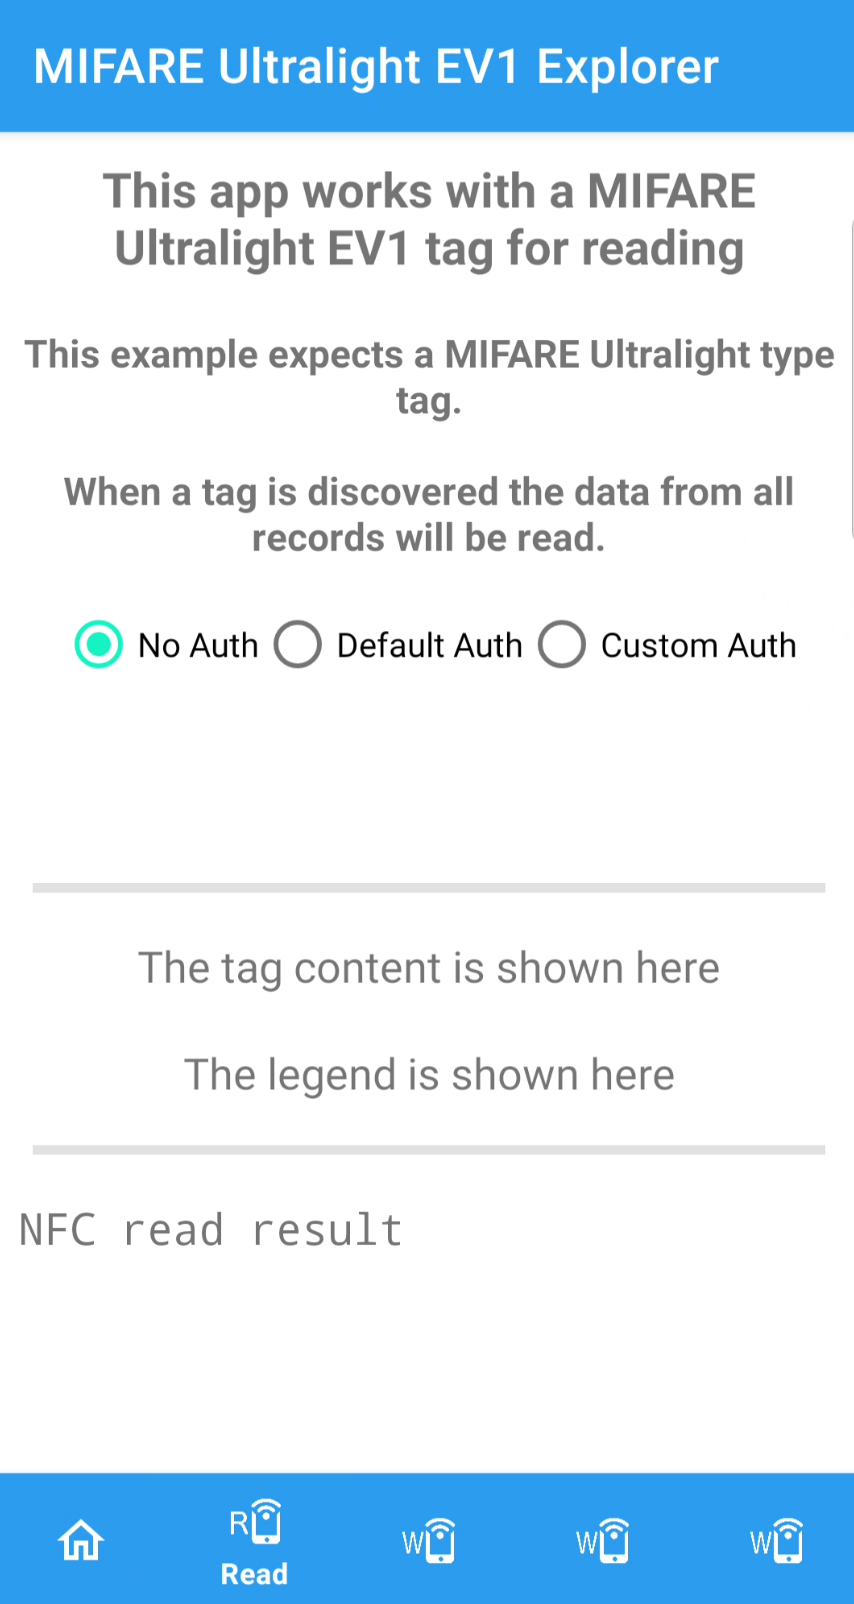 MIFARE Ultralight EV1 Explorer
This app works with a MIFARE
Ultralight EV1 tag for reading
This example expects a MIFARE Ultralight type
tag.
When a tag is discovered the data from all
records will be read.
No Auth Default Auth Custom Auth
The tag content is shown here
The legend is shown here
NFC read result
R W W W
Read